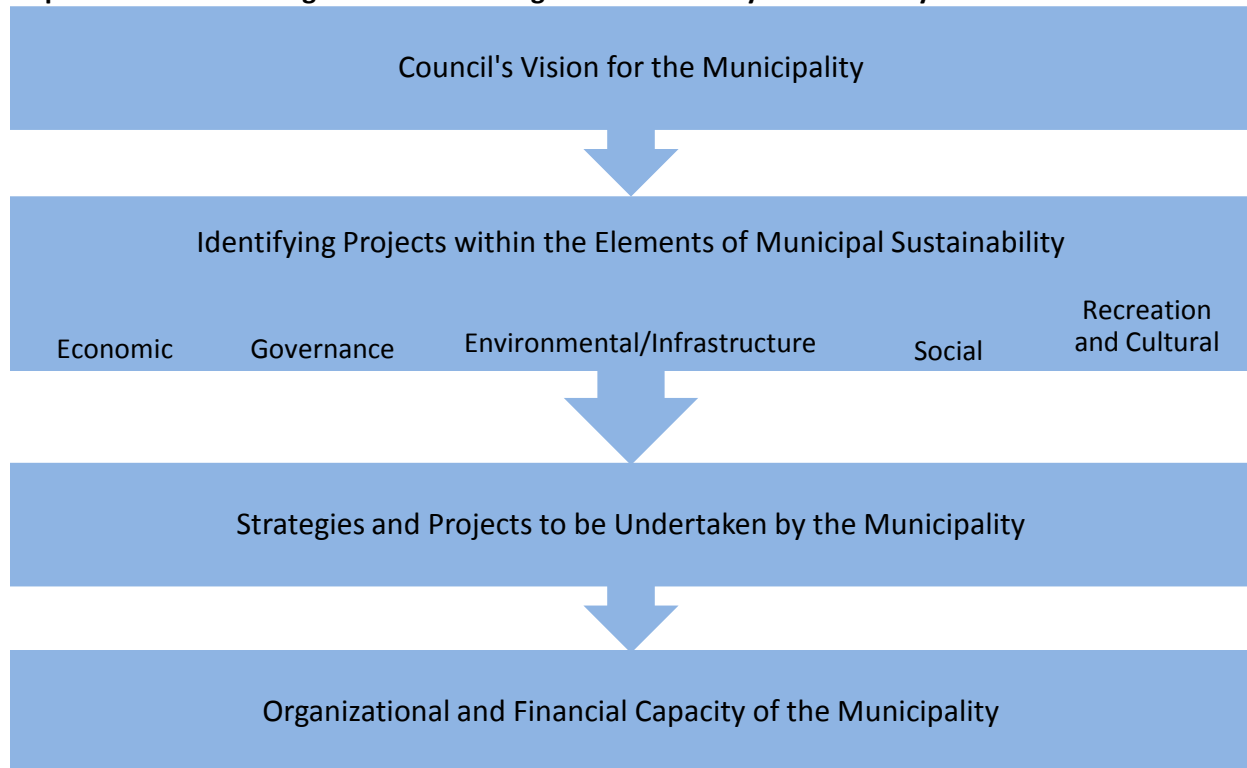 Council's Vision for the Municipality
Identifying Projects within the Elements of Municipal Sustainability
Economic
Governance
Environmental/Infrastructure
Social
Recreation
and Cultural
Strategies and Projects to be Undertaken by the Municipality
Organizational and Financial Capacity of the Municipality